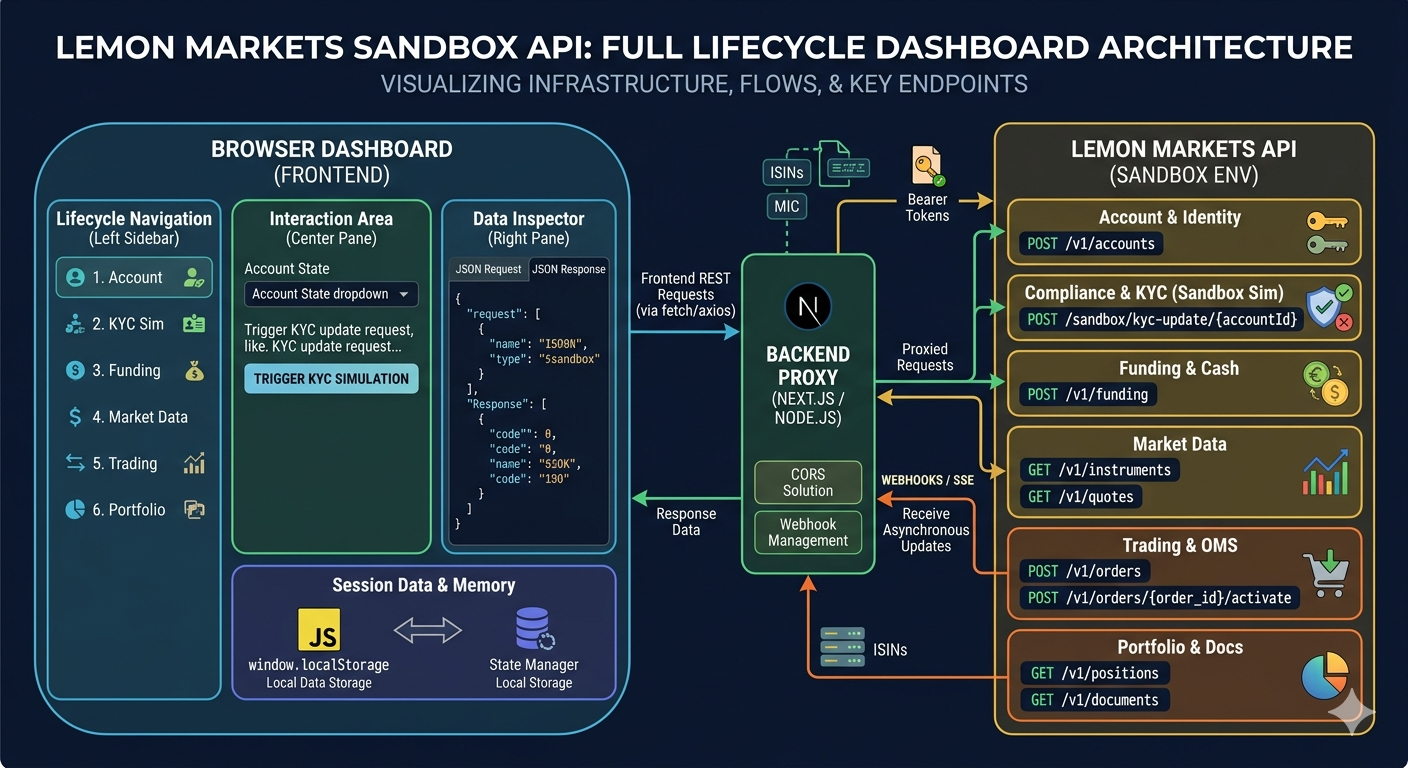 LEMON MARKETS SANDBOX API: FULL LIFECYCLE DASHBOARD ARCHITECTURE
VISUALIZING INFRASTRUCTURE, FLOWS, & KEY ENDPOINTS
BROWSER DASHBOARD
(FRONTEND)
Lifecycle Navigation
(Left Sidebar)
1. Account
2. KYC Sim
3. Funding
4. Market Data
5. Trading
6. Portfolio
Interaction Area
(Center Pane)
Account State
Account State dropdown
Trigger KYC update request,
like. KYC update request...
TRIGGER KYC SIMULATION
Data Inspector
(Right Pane)
JSON Request
JSON Response
{
"request": [
{
"name": "IS08N",
"type": "5sandbox"
}
],
"Response": [
{
"code"": 0,
"code": "0,
"name": "5SOK",
"code": "190"
}
]
}
Session Data & Memory
JS
window.localStorage
Local Data Storage
State Manager
Local Storage
Frontend REST
Requests
(via fetch/axios)
Response
Data
ISINs
MIC
Bearer
Tokens
N
BACKEND
PROXY
(NEXT.JS /
NODE.JS)
CORS
Solution
Webhook
Management
Proxied
Requests
WEBHOOKS / SSE
Receive
Asynchronous
Updates
ISINs
LEMON MARKETS API
(SANDBOX ENV)
Account & Identity
POST /v1/accounts
Compliance & KYC (Sandbox Sim)
POST /sandbox/kyc-update/{accountId}
Funding & Cash
POST /v1/funding
Market Data
GET /v1/instruments
GET /v1/quotes
Trading & OMS
POST /v1/orders
POST /v1/orders/{order_id}/activate
Portfolio & Docs
GET /v1/positions
GET /v1/documents